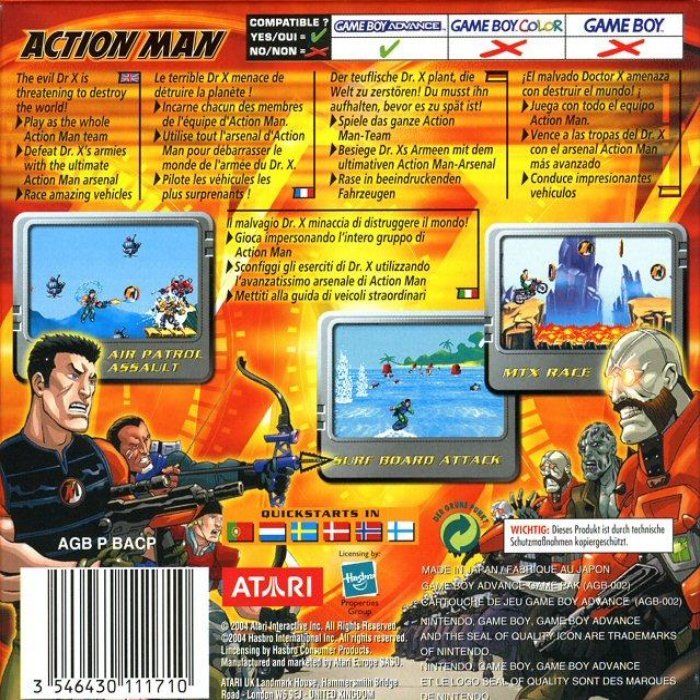 ACTION MAN
COMPATIBLE ?
YES/OUI =
NO/NON =
GAME BOY ADVANCE
GAME BOY COLOR
GAME BOY
The evil Dr X is
threatening to destroy
the world!
Play as the whole
Action Man team
Defeat Dr.X's armies
with the ultimate
Action Man arsenal
Race amazing vehicles
Le terrible Dr X menace de
détruire la planète !
Incarne chacun des membres
de l'équipe d'Action Man.
Utilise tout l'arsenal d'Action
Man pour débarrasser le
monde de l'armée du Dr. X.
Pilote les véhicules les
plus surprenants !
Der teuflische Dr. X plant, die
Welt zu zerstören! Du musst ihn
aufhalten, bevor es zu spät ist!
Spiele das ganze Action
Man-Team
Besiege Dr. Xs Armeen mit dem
ultimativen Action Man-Arsenal
Rase in beeindruckenden
Fahrzeugen
¡El malvado Doctor X amenaza
con destruir el mundo! ¡
Juega con todo el equipo
Action Man.
Vence a las tropas del Dr. X
con el arsenal Action Man
más avanzado
Conduce impresionantes
vehículos
Il malvagio Dr. X minaccia di distruggere il mondo!
Gioca impersonando l'intero gruppo di
Action Man
Sconfiggi gli eserciti di Dr. X utilizzando
l'avanzatissimo arsenale di Action Man
Mettiti alla guida di veicoli straordinari
AIR PATROL
ASSAULT
MTX RACE
SURF BOARD ATTACK
QUICKSTARTS IN
DER GRÜNE PUNKT
WICHTIG: Dieses Produkt ist durch technische
Schutzmaßnahmen kopiergeschützt.
AGB P BACP
ATARI
Licensing by:
Hasbro
Properties
Group
MADE IN JAPAN / FABRIQUE AU JAPON
GAME BOY ADVANCE GAME PAK (AGB-002)
CARTOUCHE DE JEU GAME BOY ADVANCE (AGB-002)
NINTENDO, GAME BOY, GAME BOY ADVANCE
AND THE SEAL OF QUALITY ICON ARE TRADEMARKS
OF NINTENDO.
NINTENDO, GAME BOY, GAME BOY ADVANCE
ET LE LOGO SEAL OF QUALITY SONT DES MARQUES
DE NINTENDO.
© 2004 Atari Interactive Inc. All Rights Reserved.
©2004 Hasbro International Inc. All rights reserved.
Licensing by Hasbro Consumer Products.
Manufactured and marketed by Atari Europe SASU.
ATARI UK Landmark House, Hammersmith Bridge
Road - London W6 9EJ - UNITED KINGDOM
3 546430 111710